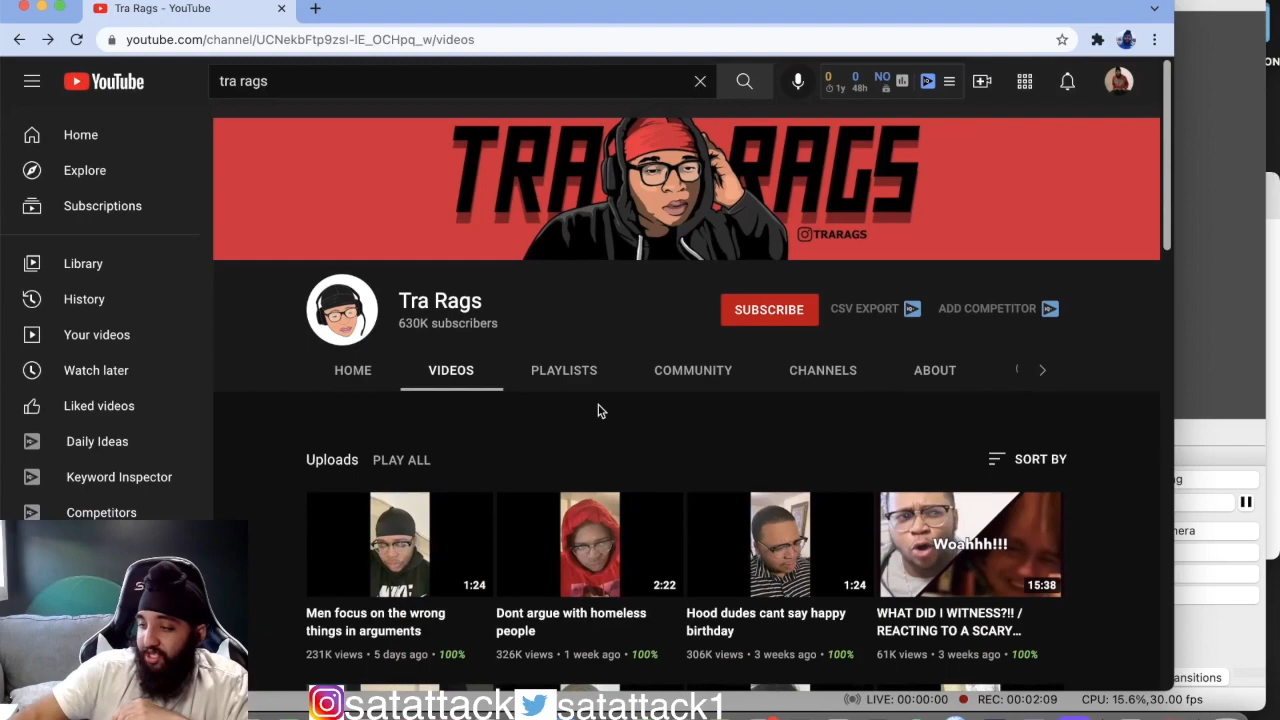 Tra Rags - YouTube
youtube.com/channel/UCNekbFtp9zsI-lE_OCHpq_w/videos
YouTube
tra rags
0 0 NO
1y 48h
Home
Explore
Subscriptions
Library
History
Your videos
Watch later
Liked videos
Daily Ideas
Keyword Inspector
Competitors
TRA RAGS
TRARAGS
Tra Rags
630K subscribers
SUBSCRIBE
CSV EXPORT
ADD COMPETITOR
HOME VIDEOS PLAYLISTS COMMUNITY CHANNELS ABOUT
Uploads PLAY ALL
SORT BY
1:24
Men focus on the wrong
things in arguments
231K views • 5 days ago • 100%
2:22
Dont argue with homeless
people
326K views • 1 week ago • 100%
1:24
Hood dudes cant say happy
birthday
306K views • 3 weeks ago • 100%
Woahhh!!!
15:38
WHAT DID I WITNESS?!! /
REACTING TO A SCARY...
61K views • 3 weeks ago • 100%
satattack satattack1
LIVE: 00:00:00 REC: 00:02:09 CPU: 15.6%,30.00 fps